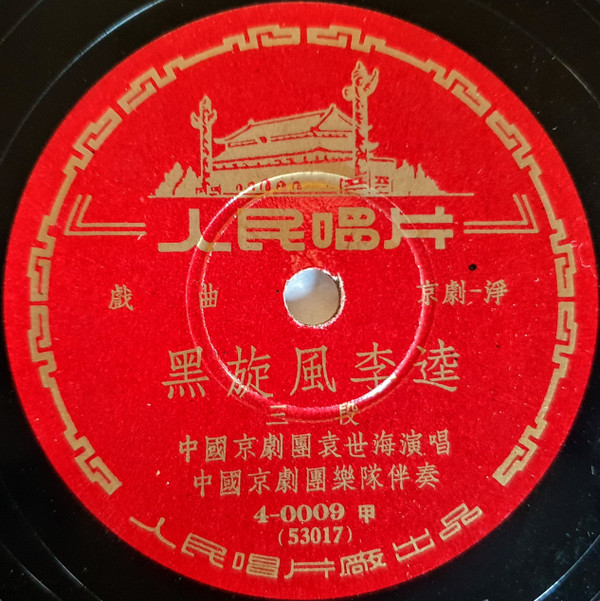 人民唱片
戲曲 京劇-淨
黑旋風李逵
三段
中國京劇團袁世海演唱
中國京劇團樂隊伴奏
4-0009 甲
(53017)
人民唱片廠出品